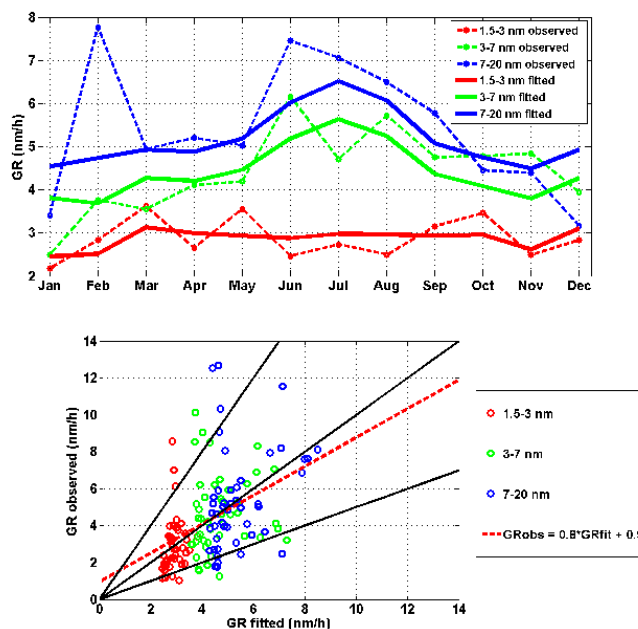 8
7
6
5
4
3
2
GR (nm/h)
1.5-3 nm observed
3-7 nm observed
7-20 nm observed
1.5-3 nm fitted
3-7 nm fitted
7-20 nm fitted
Jan Feb Mar Apr May Jun Jul Aug Sep Oct Nov Dec
14
12
10
8
6
4
2
0
GR observed (nm/h)
0 2 4 6 8 10 12 14
GR fitted [nm/h)
1.5-3 nm
3-7 nm
7-20 nm
GRobs = 0.8*GRfit + 0.9